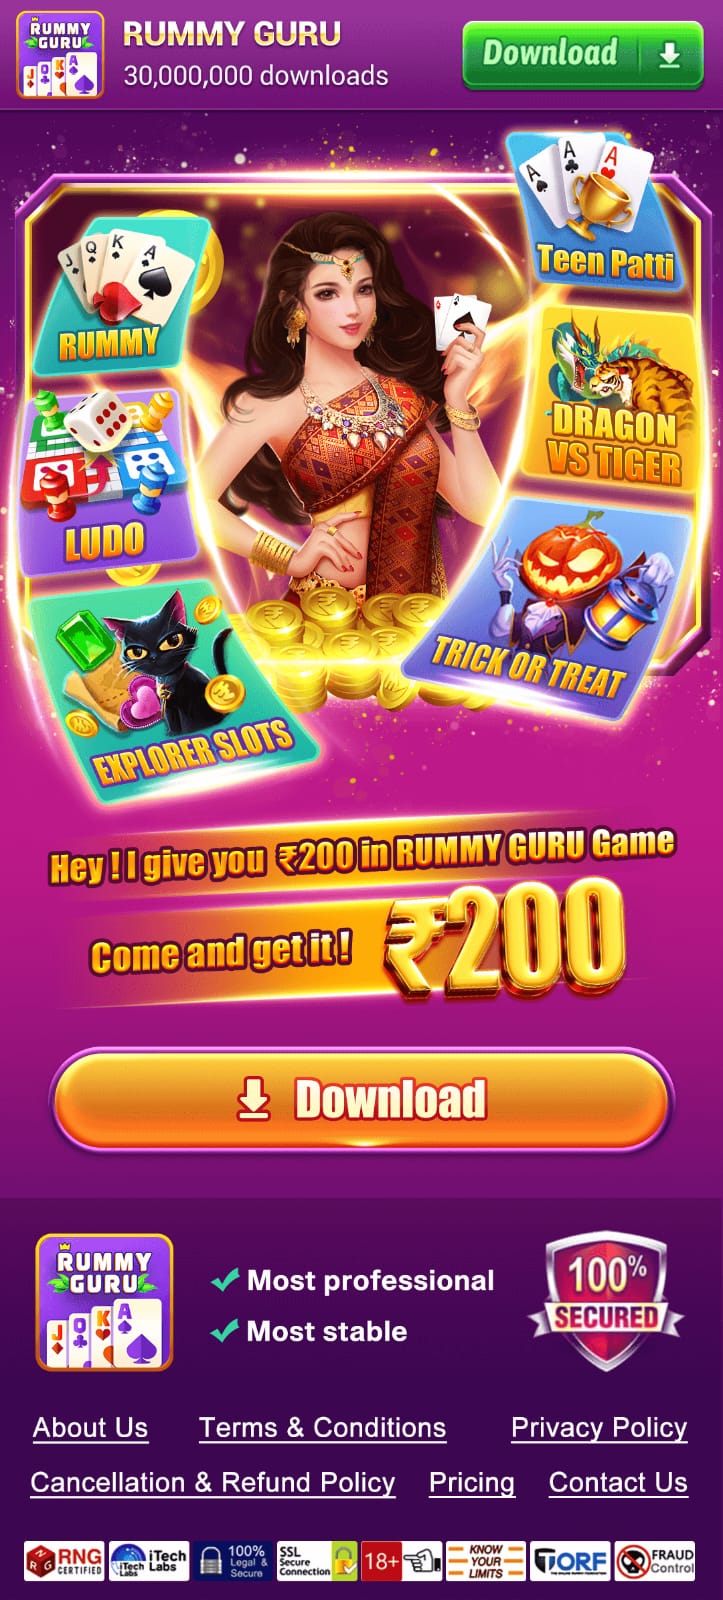 RUMMY
GURU
J Q K A
RUMMY GURU
30,000,000 downloads
Download
A A A
Teen Patti
J Q K A
RUMMY
A A
DRAGON
VS TIGER
LUDO
TRICK OR TREAT
EXPLORER SLOTS
Hey ! I give you ₹200 in RUMMY GURU Game
Come and get it ! ₹200
Download
RUMMY
GURU
J Q K A
Most professional
Most stable
100%
SECURED
About Us Terms & Conditions Privacy Policy
Cancellation & Refund Policy Pricing Contact Us
RNG
CERTIFIED
iTech
Labs
iTech
Labs
100%
Legal &
Secure
SSL
Secure
Connection
18+
KNOW
YOUR
LIMITS
TORF
FRAUD
Control